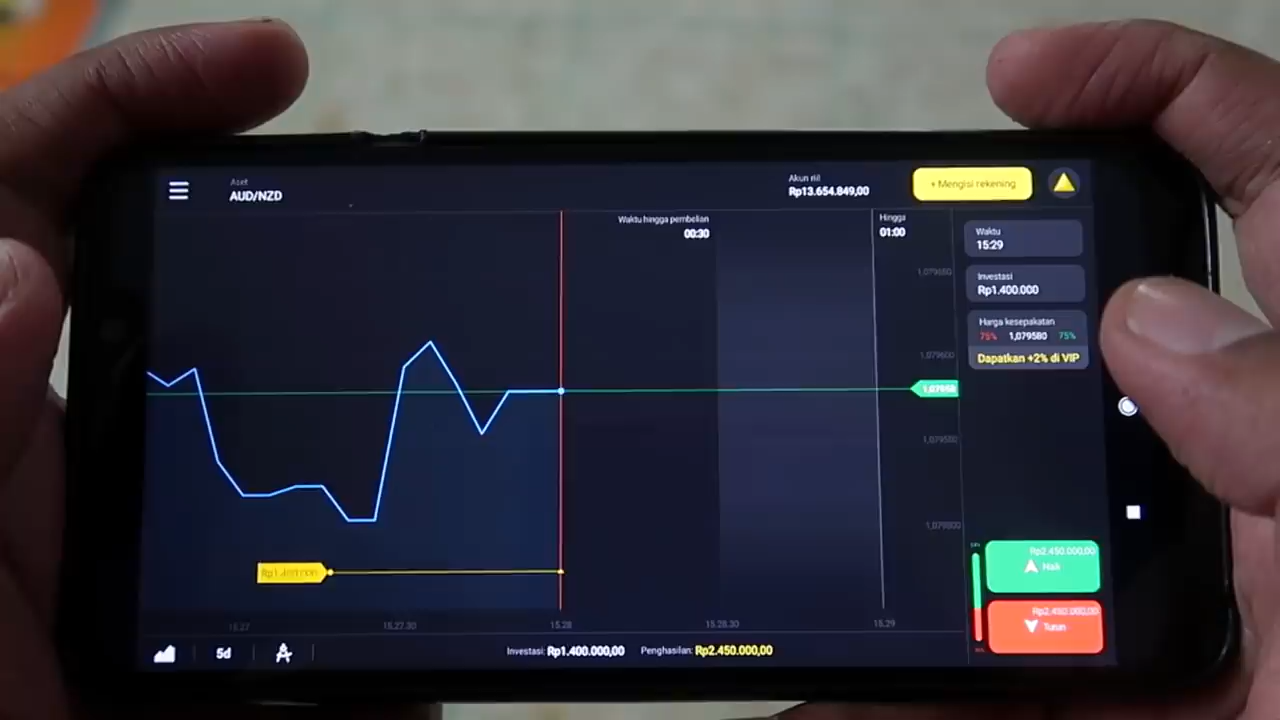 Aset
AUD/NZD
Akun riil
Rp13.654.849,00
+ Mengisi rekening
Waktu hingga pembelian
00:30
Hingga
01:00
Waktu
15:29
Investasi
Rp1.400.000
Harga kesepakatan
75% 1,079580 75%
Dapatkan +2% di VIP
1,079650
1,079600
1,079550
1,079500
Rp2.450.000,00
Naik
Rp2.450.000,00
Turun
15.27
15.27.30
15.28
15.28.30
15.29
5d
Investasi: Rp1.400.000,00 Penghasilan: Rp2.450.000,00